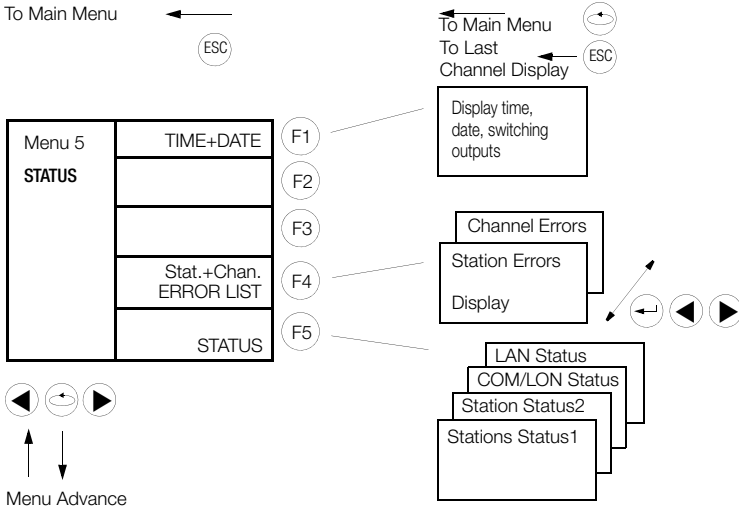 To Main Menu
ESC
To Main Menu
To Last
ESC
Channel Display
Menu 5
STATUS
TIME+DATE
F1
F2
F3
Stat.+Chan.
ERROR LIST
F4
STATUS
F5
Display time,
date, switching
outputs
Channel Errors
Station Errors
Display
LAN Status
COM/LON Status
Station Status2
Stations Status1
Menu Advance